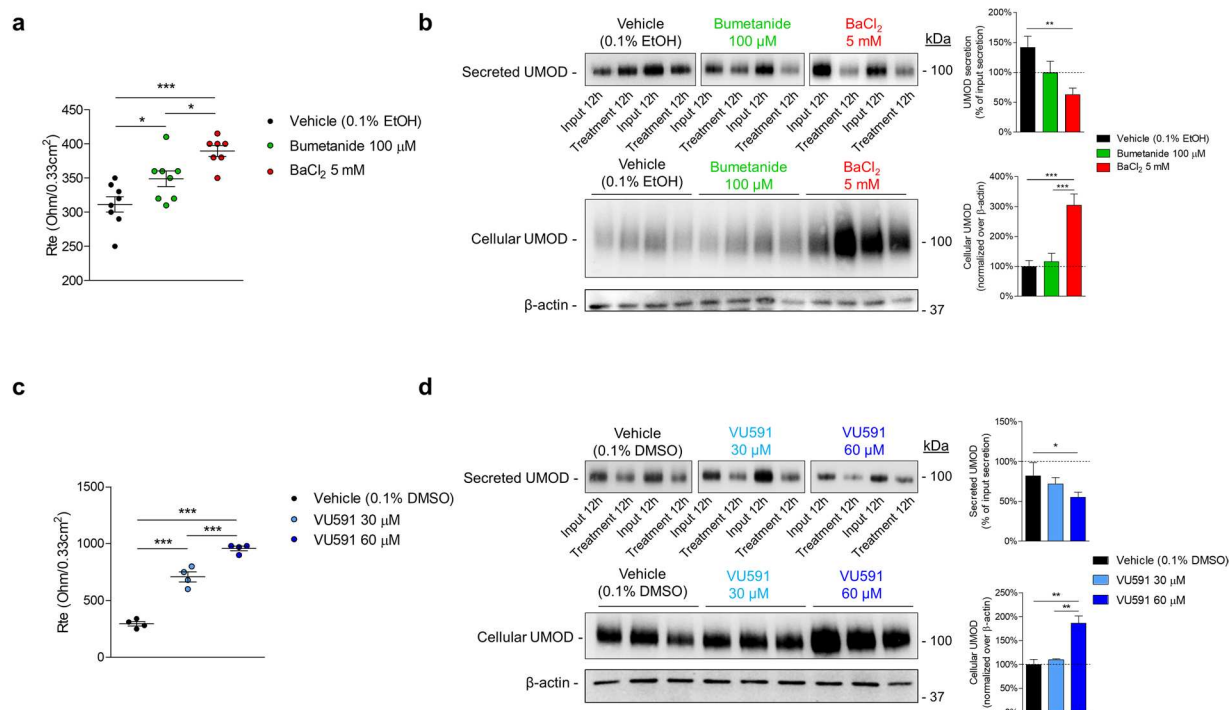 a
Rte (Ohm/0.33cm²)
450
400
350
300
250
200
***
*
*
Vehicle (0.1% EtOH)
Bumetanide 100 μM
BaCl₂ 5 mM
b
Vehicle
(0.1% EtOH)
Bumetanide
100 μM
BaCl₂
5 mM
kDa
Secreted UMOD -
- 100
Input 12h
Treatment 12h
Input 12h
Treatment 12h
Input 12h
Treatment 12h
Input 12h
Treatment 12h
Input 12h
Treatment 12h
Input 12h
Treatment 12h
Vehicle
(0.1% EtOH)
Bumetanide
100 μM
BaCl₂
5 mM
Cellular UMOD -
- 100
β-actin -
- 37
UMOD secretion
(% of input secretion)
200%
150%
100%
50%
0%
**
Vehicle (0.1% EtOH)
Bumetanide 100 μM
BaCl₂ 5 mM
Cellular UMOD
(normalized over β-actin)
400%
300%
200%
100%
0%
***
***
c
Rte (Ohm/0.33cm²)
1500
1000
500
0
***
***
***
Vehicle (0.1% DMSO)
VU591 30 μM
VU591 60 μM
d
Vehicle
(0.1% DMSO)
VU591
30 μM
VU591
60 μM
kDa
Secreted UMOD -
- 100
Input 12h
Treatment 12h
Input 12h
Treatment 12h
Input 12h
Treatment 12h
Input 12h
Treatment 12h
Input 12h
Treatment 12h
Input 12h
Treatment 12h
Vehicle
(0.1% DMSO)
VU591
30 μM
VU591
60 μM
Cellular UMOD -
- 100
β-actin -
- 37
Secreted UMOD
(% of input secretion)
150%
100%
50%
0%
*
Vehicle (0.1% DMSO)
VU591 30 μM
VU591 60 μM
Cellular UMOD
(normalized over β-actin)
250%
200%
150%
100%
50%
**
**